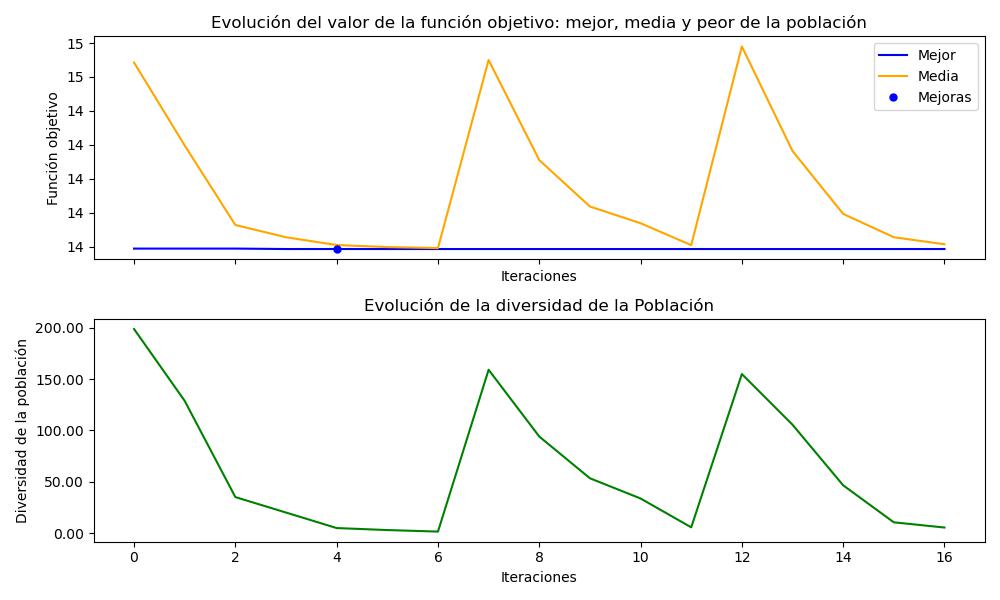 Evolución del valor de la función objetivo: mejor, media y peor de la población
Función objetivo
15
15
14
14
14
14
14
Mejor
Media
Mejoras
Iteraciones
Evolución de la diversidad de la Población
Diversidad de la población
200.00
150.00
100.00
50.00
0.00
0 2 4 6 8 10 12 14 16
Iteraciones